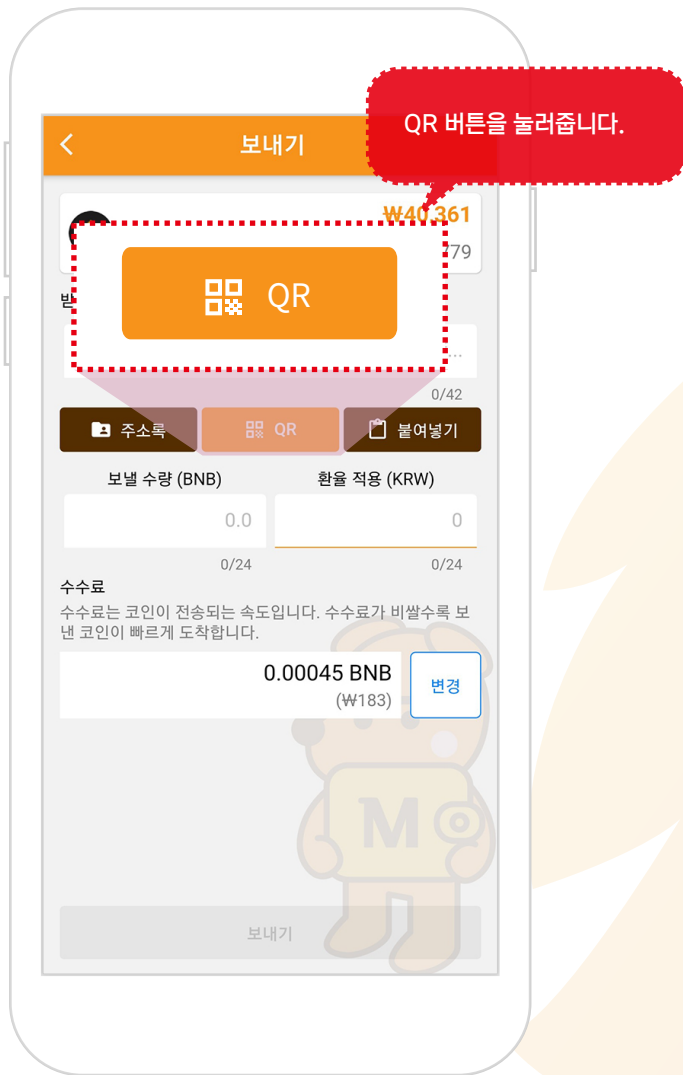 QR 버튼을 눌러줍니다.
보내기
₩40,361
79
받
QR
...
0/42
주소록
QR
붙여넣기
보낼 수량 (BNB)
환율 적용 (KRW)
0.0
0
0/24
0/24
수수료
수수료는 코인이 전송되는 속도입니다. 수수료가 비쌀수록 보
낸 코인이 빠르게 도착합니다.
0.00045 BNB
(₩183)
변경
M
보내기